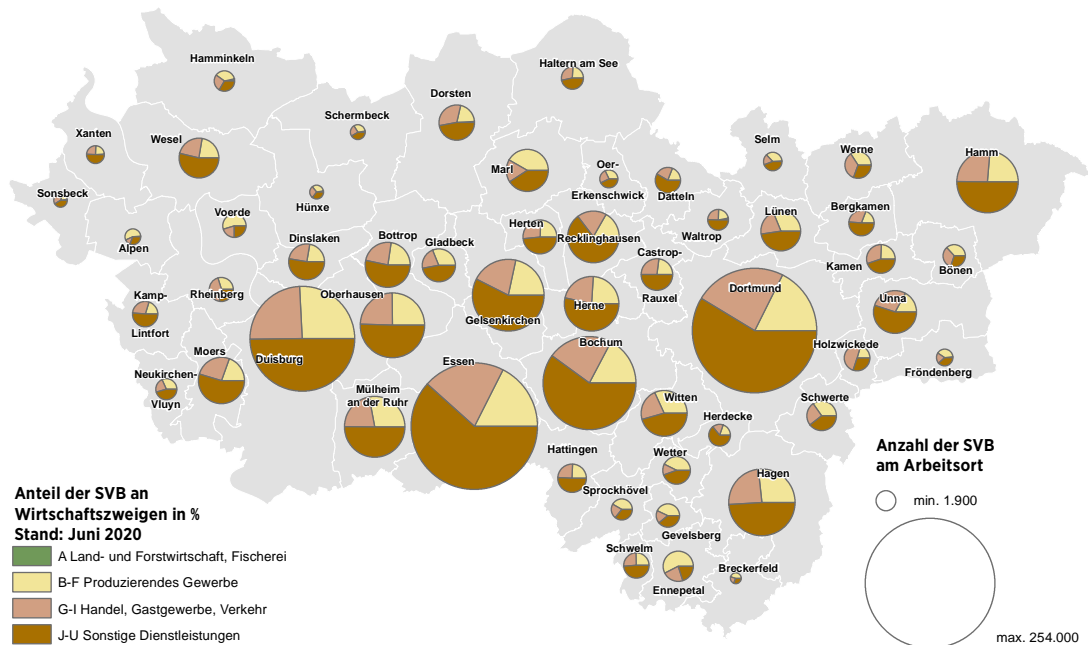 Hamminkeln
Haltern am See
Dorsten
Schermbeck
Xanten
Wesel
Selm
Werne
Hamm
Marl
Oer-
Erkenschwick
Datteln
Sonsbeck
Hünxe
Voerde
Alpen
Dinslaken
Bottrop
Gladbeck
Herten
Recklinghausen
Waltrop
Lünen
Bergkamen
Castrop-
Rauxel
Kamen
Bönen
Rheinberg
Kamp-
Lintfort
Oberhausen
Gelsenkirchen
Herne
Dortmund
Unna
Holzwickede
Fröndenberg
Moers
Duisburg
Essen
Bochum
Neukirchen-
Vluyn
Mülheim
an der Ruhr
Witten
Herdecke
Schwerte
Hattingen
Wetter
Sprockhövel
Hagen
Gevelsberg
Schwelm
Ennepetal
Breckerfeld
Anteil der SVB an
Wirtschaftszweigen in %
Stand: Juni 2020
A Land- und Forstwirtschaft, Fischerei
B-F Produzierendes Gewerbe
G-I Handel, Gastgewerbe, Verkehr
J-U Sonstige Dienstleistungen
Anzahl der SVB
am Arbeitsort
min. 1.900
max. 254.000